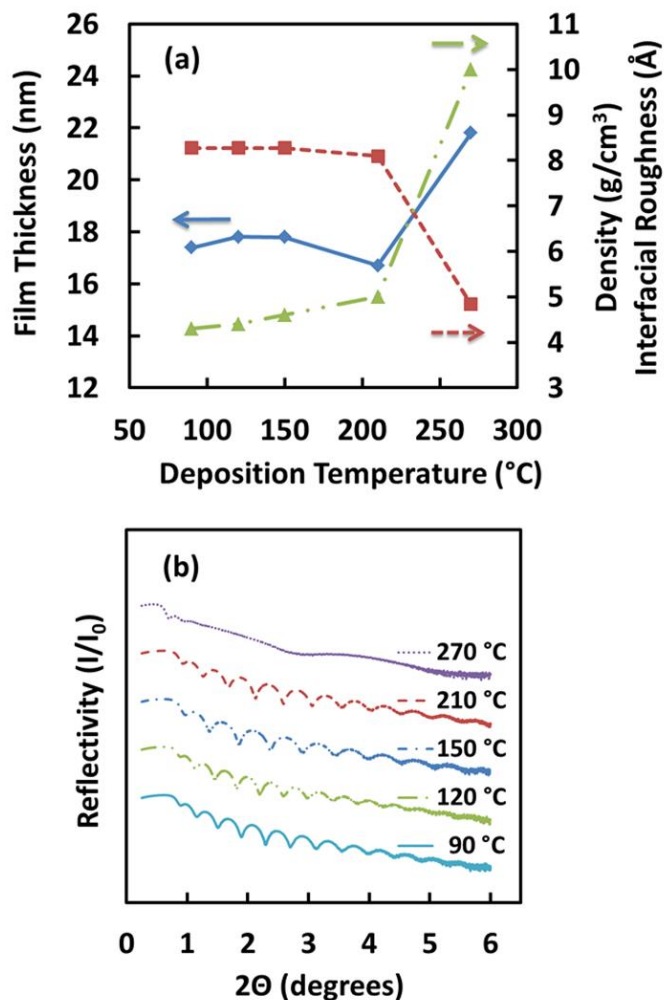 (a)
26
24
22
20
18
16
14
12
Film Thickness (nm)
11
10
9
8
7
6
5
4
3
Density (g/cm³)
Interfacial Roughness (Å)
50 100 150 200 250 300
Deposition Temperature (°C)
(b)
Reflectivity (I/I₀)
270 °C
210 °C
150 °C
120 °C
90 °C
0 1 2 3 4 5 6
2Θ (degrees)